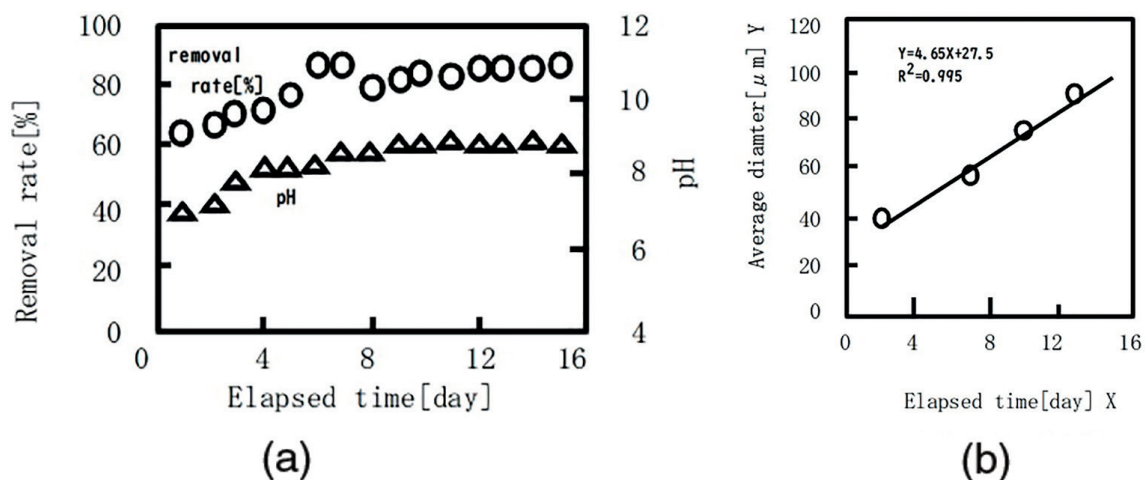 100
80
60
40
20
0
Removal rate[%]
removal
rate[%]
pH
12
10
8
6
4
pH
0 4 8 12 16
Elapsed time[day]
(a)
120
100
80
60
40
20
0
Average diamter[μm] Y
Y=4.65X+27.5
R²=0.995
0 4 8 12 16
Elapsed time[day] X
(b)